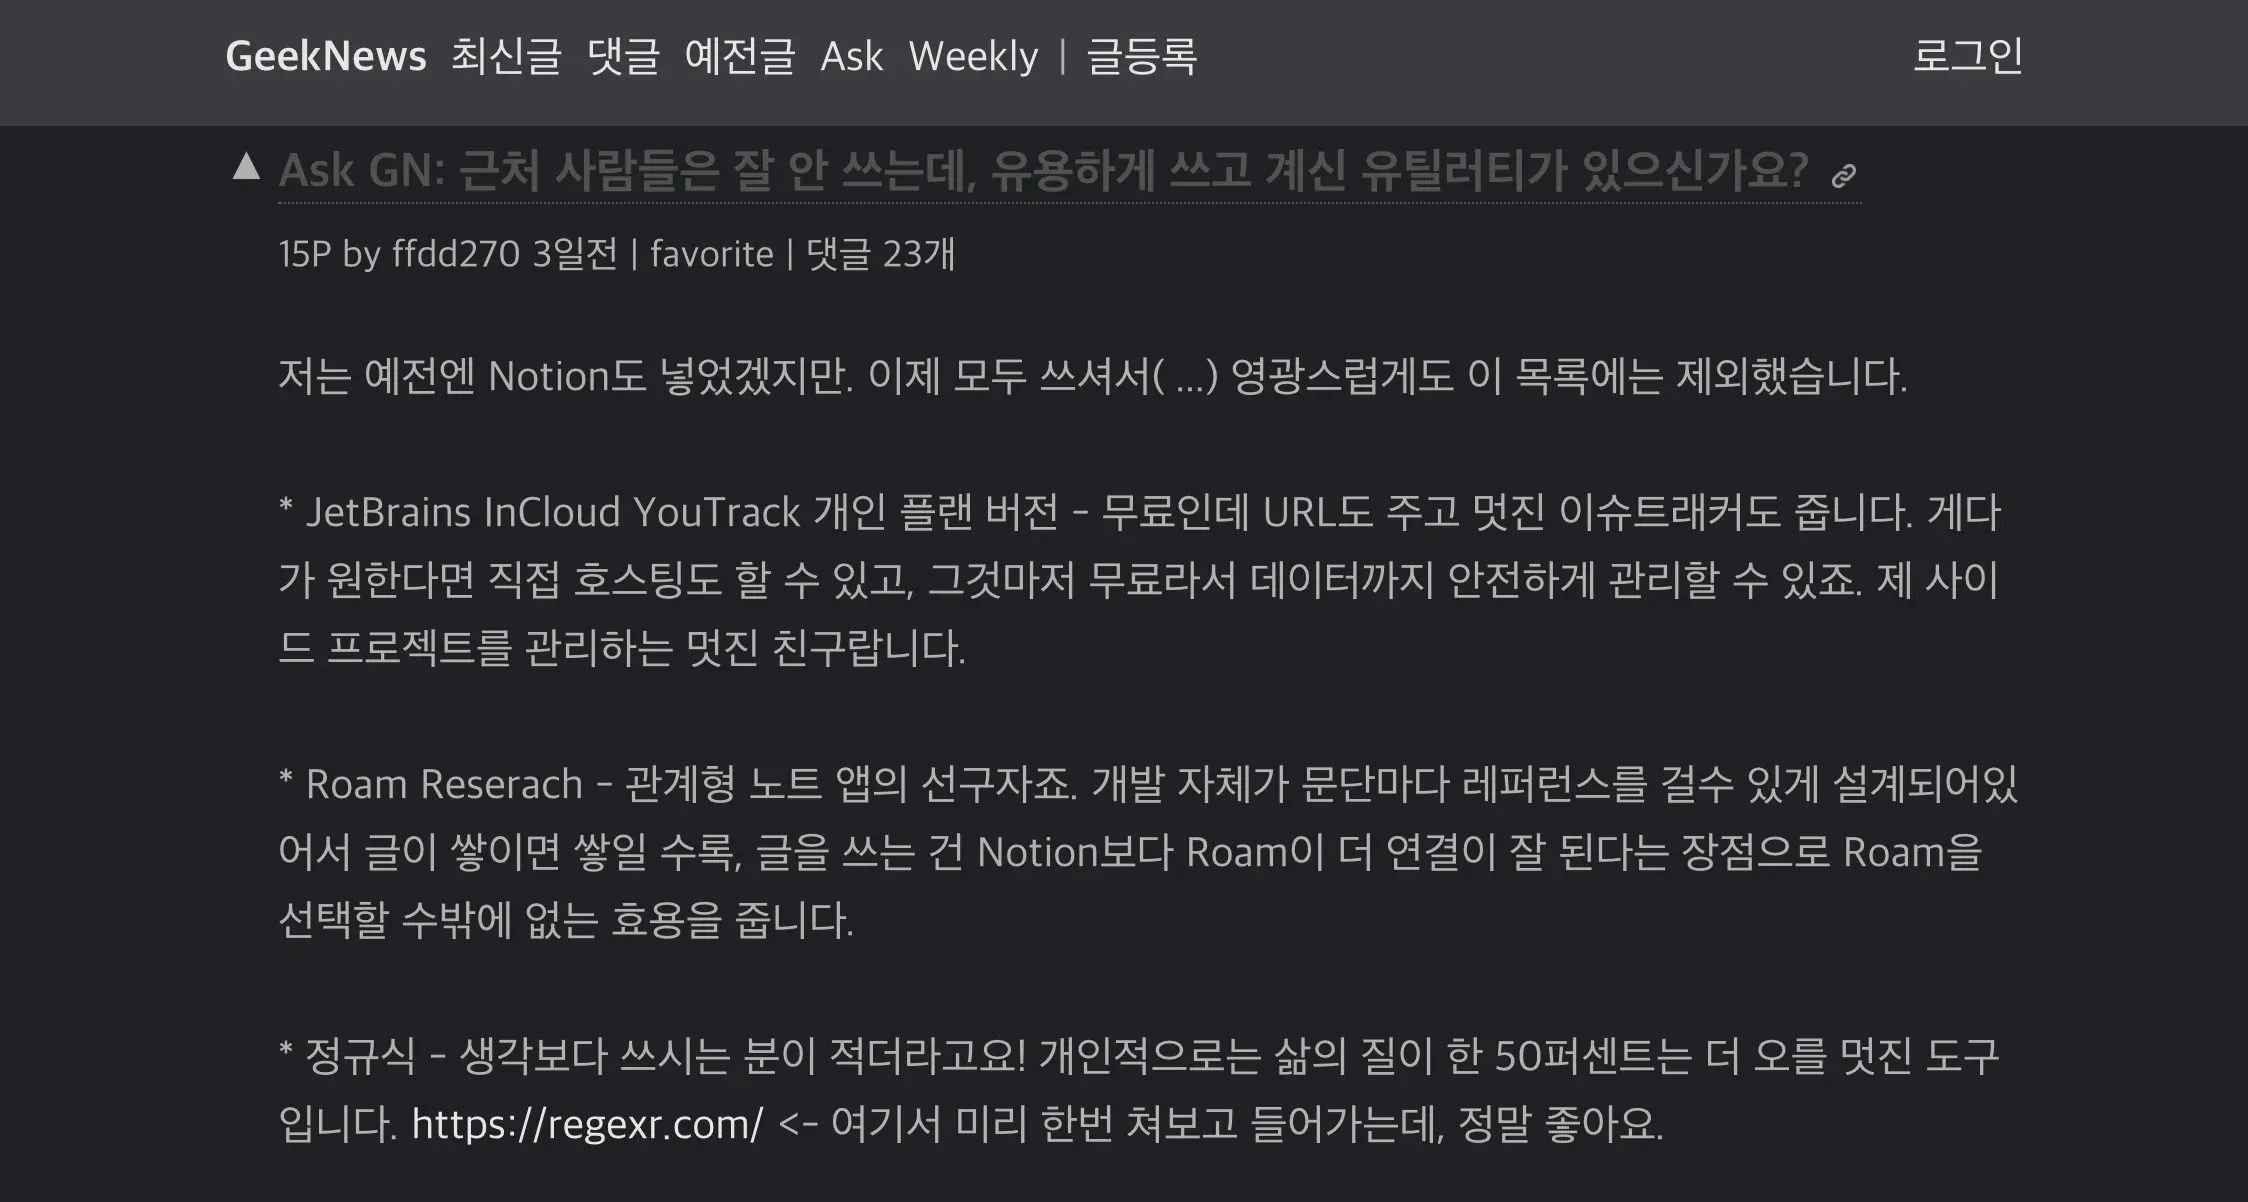 GeekNews 최신글 댓글 예전글 Ask Weekly | 글등록 로그인
▲ Ask GN: 근처 사람들은 잘 안 쓰는데, 유용하게 쓰고 계신 유틸러티가 있으신가요?
15P by ffdd270 3일전 | favorite | 댓글 23개
저는 예전엔 Notion도 넣었겠지만. 이제 모두 쓰셔서( ...) 영광스럽게도 이 목록에는 제외했습니다.
* JetBrains InCloud YouTrack 개인 플랜 버전 - 무료인데 URL도 주고 멋진 이슈트래커도 줍니다. 게다
가 원한다면 직접 호스팅도 할 수 있고, 그것마저 무료라서 데이터까지 안전하게 관리할 수 있죠. 제 사이
드 프로젝트를 관리하는 멋진 친구랍니다.
* Roam Reserach - 관계형 노트 앱의 선구자죠. 개발 자체가 문단마다 레퍼런스를 걸수 있게 설계되어있
어서 글이 쌓이면 쌓일 수록, 글을 쓰는 건 Notion보다 Roam이 더 연결이 잘 된다는 장점으로 Roam을
선택할 수밖에 없는 효용을 줍니다.
* 정규식 - 생각보다 쓰시는 분이 적더라고요! 개인적으로는 삶의 질이 한 50퍼센트는 더 오를 멋진 도구
입니다. https://regexr.com/ <- 여기서 미리 한번 쳐보고 들어가는데, 정말 좋아요.